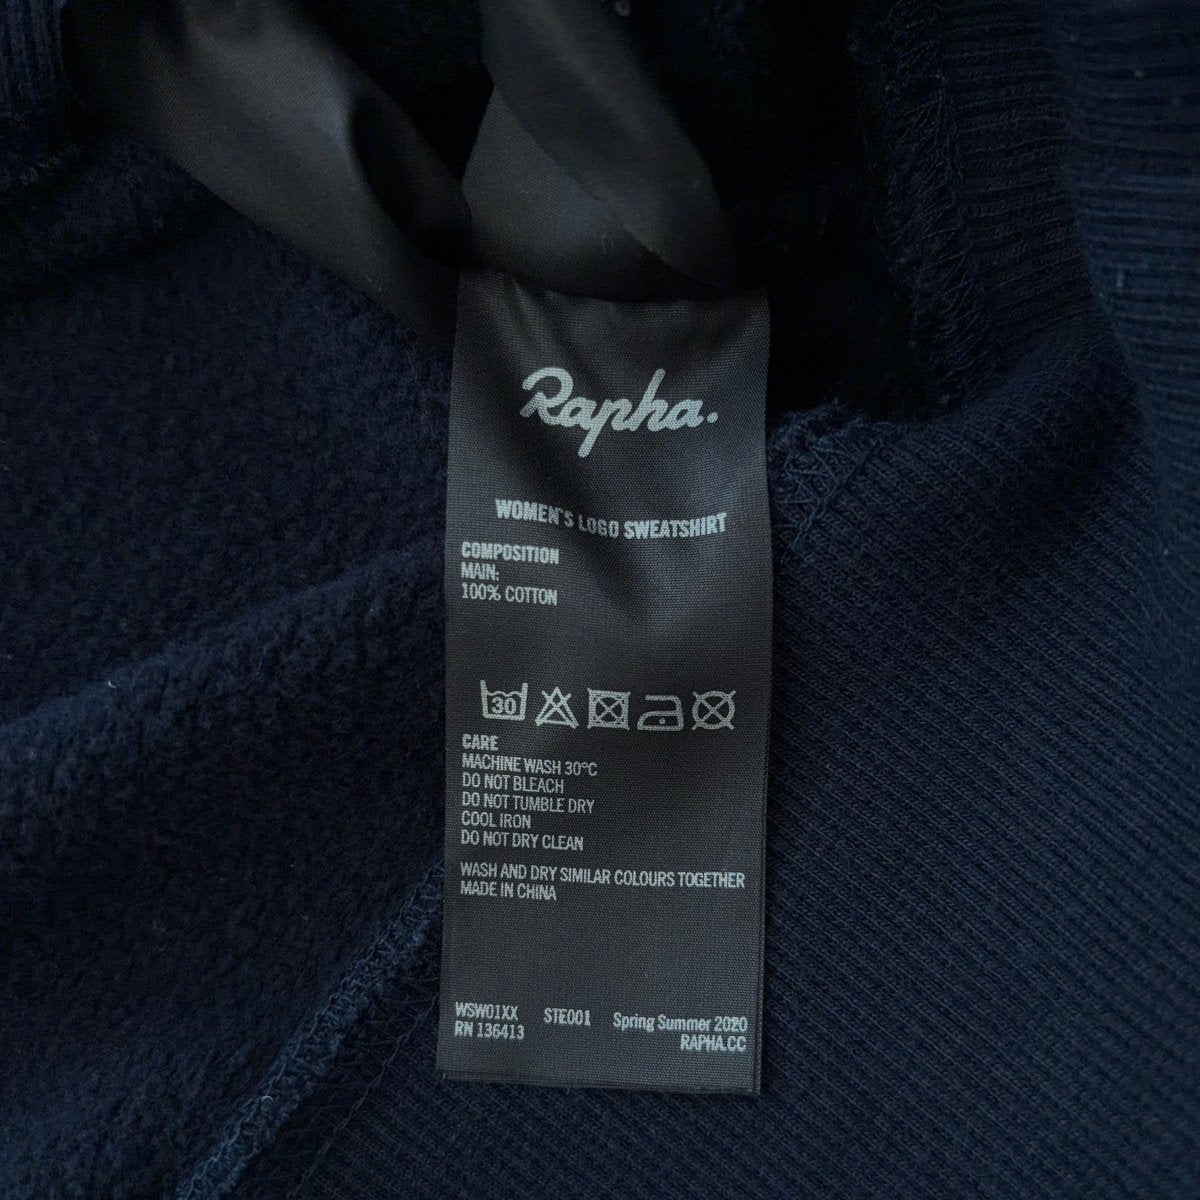 Rapha.
WOMEN'S LOGO SWEATSHIRT
COMPOSITION
MAIN:
100% COTTON
30
CARE
MACHINE WASH 30°C
DO NOT BLEACH
DO NOT TUMBLE DRY
COOL IRON
DO NOT DRY CLEAN
WASH AND DRY SIMILAR COLOURS TOGETHER
MADE IN CHINA
WSW01XX STE001 Spring Summer 2020
RN 136413 RAPHA.CC